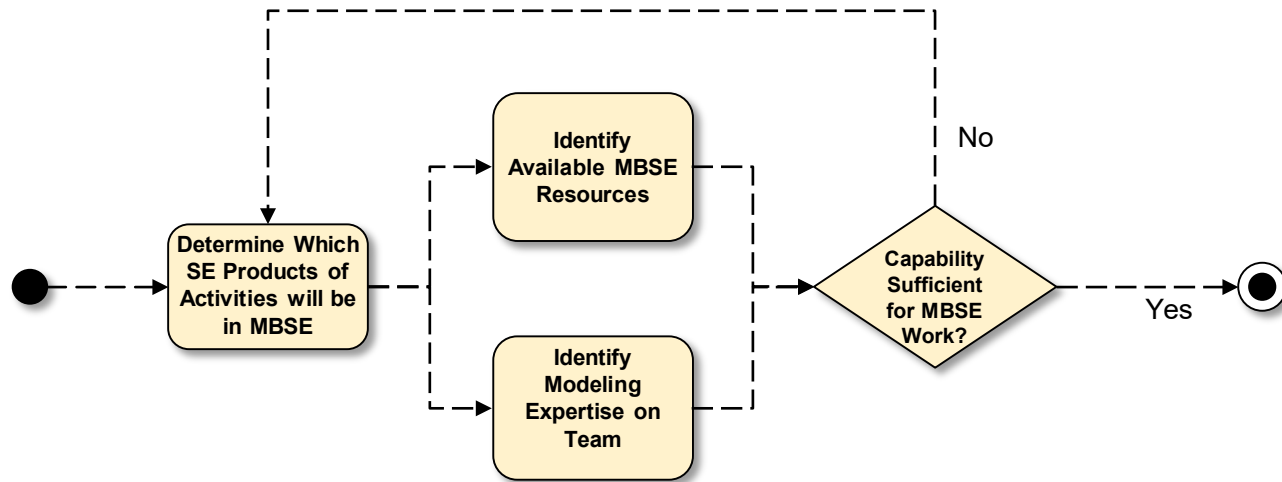 Determine Which
SE Products of
Activities will be
in MBSE
Identify
Available MBSE
Resources
Identify
Modeling
Expertise on
Team
Capability
Sufficient
for MBSE
Work?
No
Yes